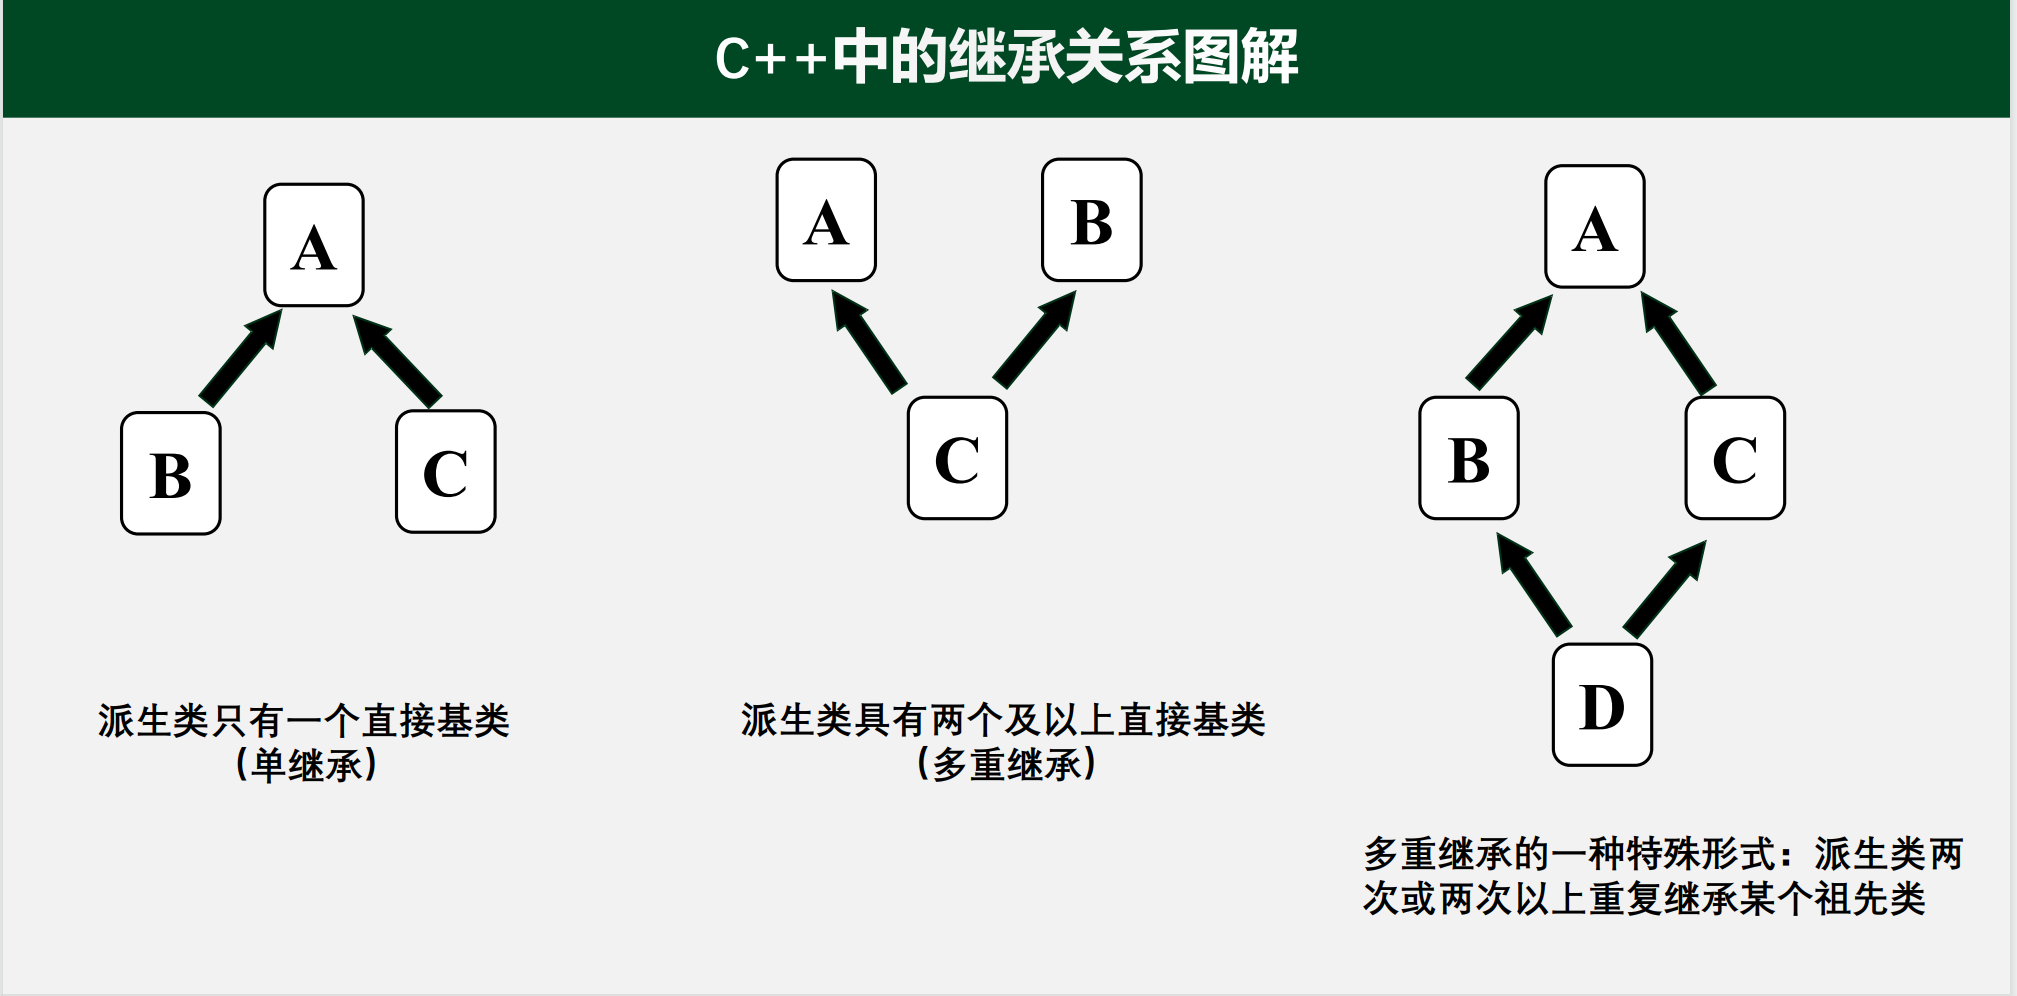 C++中的继承关系图解
A
B
C
派生类只有一个直接基类
(单继承)
A
B
C
派生类具有两个及以上直接基类
(多重继承)
A
B
C
D
多重继承的一种特殊形式：派生类两
次或两次以上重复继承某个祖先类